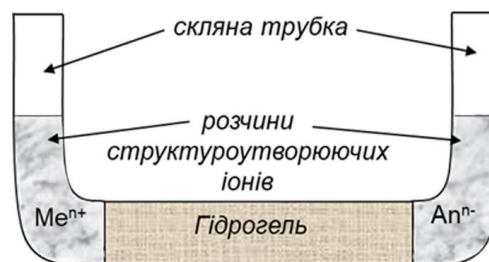 скляна трубка
розчини
структуроутворюючих
іонів
Meⁿ⁺
Anⁿ⁻
Гідрогель